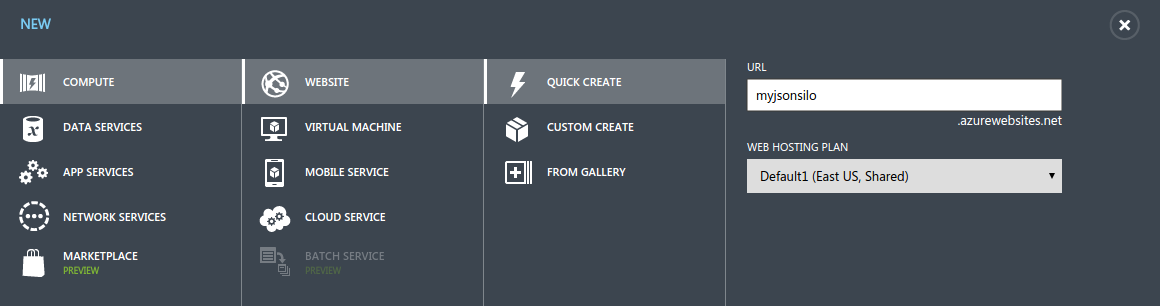 NEW
COMPUTE
DATA SERVICES
APP SERVICES
NETWORK SERVICES
MARKETPLACE
PREVIEW
WEBSITE
VIRTUAL MACHINE
MOBILE SERVICE
CLOUD SERVICE
BATCH SERVICE
PREVIEW
QUICK CREATE
CUSTOM CREATE
FROM GALLERY
URL
myjsonsilo
.azurewebsites.net
WEB HOSTING PLAN
Default1 (East US, Shared)